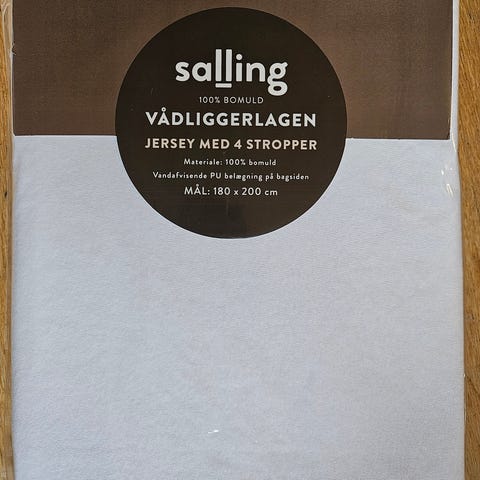 salling
100% BOMULD
VÅDLIGGERLAGEN
JERSEY MED 4 STROPPER
Materiale: 100% bomuld
Vandafvisende PU belægning på bagsiden
MÅL: 180 x 200 cm